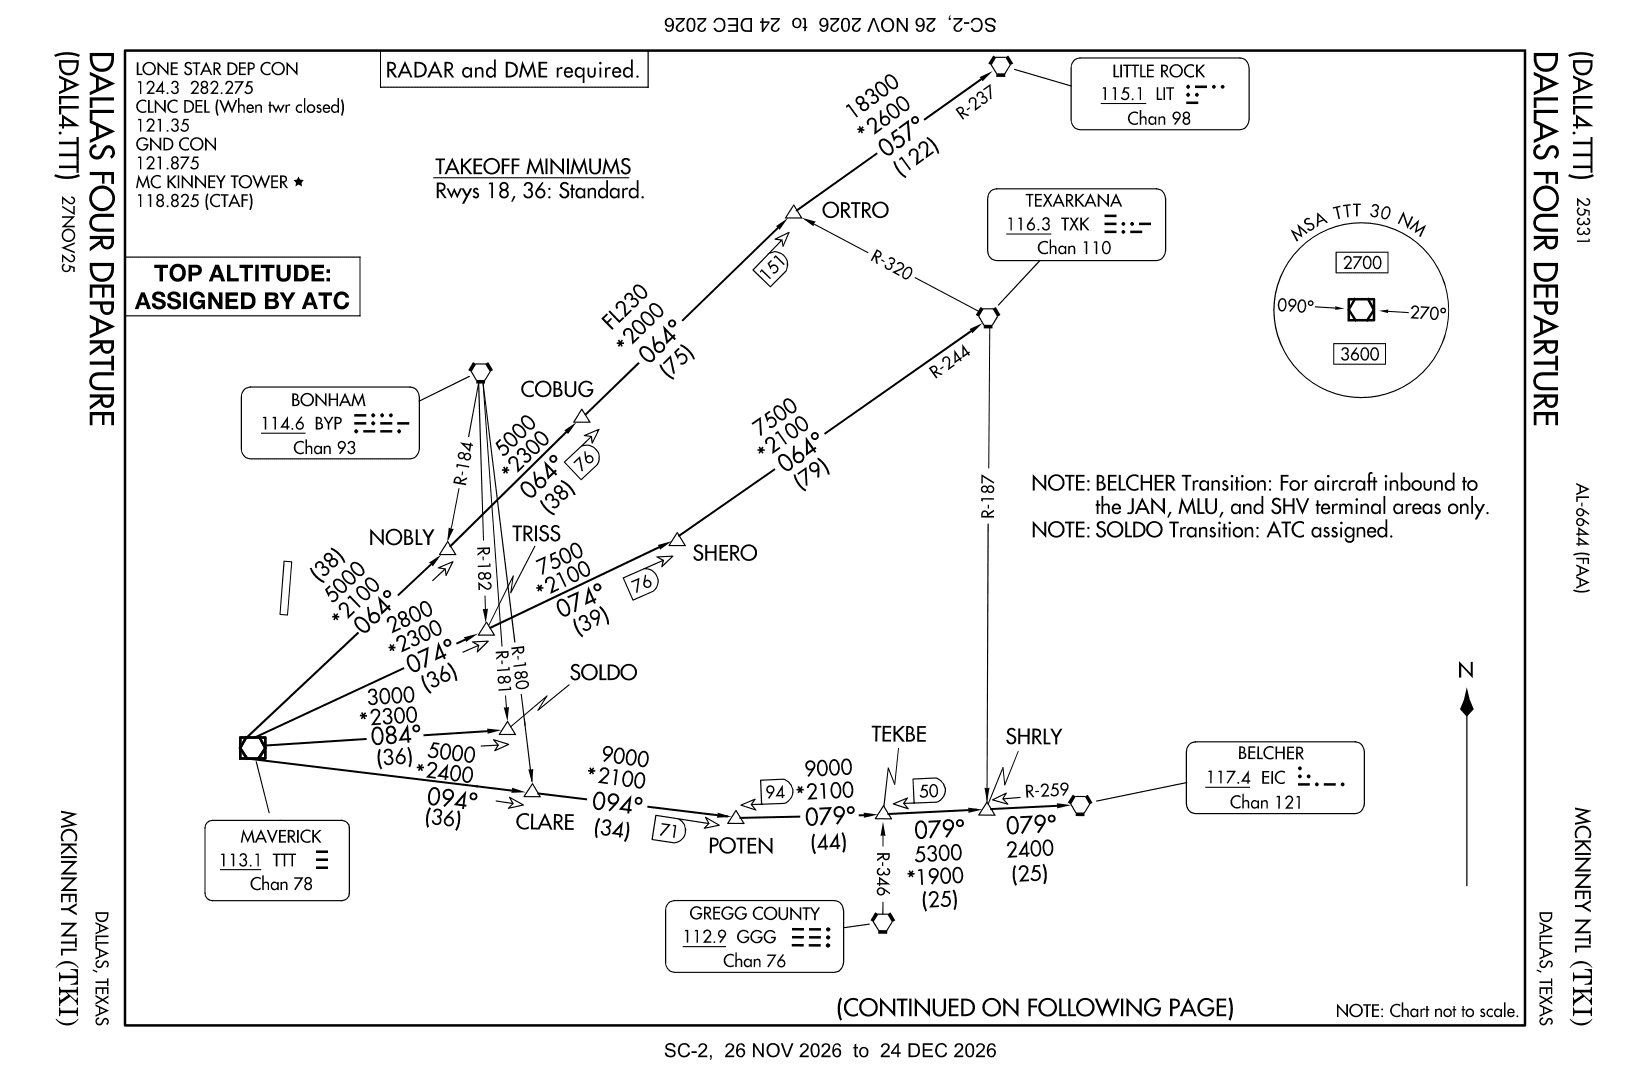 SC-2, 26 NOV 2026 to 24 DEC 2026
(DALL4.TTT) 27NOV25
DALLAS FOUR DEPARTURE
MCKINNEY NTL (TKI)
DALLAS, TEXAS
LONE STAR DEP CON
124.3 282.275
CLNC DEL (When twr closed)
121.35
GND CON
121.875
MC KINNEY TOWER ★
118.825 (CTAF)
RADAR and DME required.
TAKEOFF MINIMUMS
Rwys 18, 36: Standard.
TOP ALTITUDE:
ASSIGNED BY ATC
LITTLE ROCK
115.1 LIT
Chan 98
R-237
18300
*2600
057°
(122)
ORTRO
151
R-320
TEXARKANA
116.3 TXK
Chan 110
MSA TTT 30 NM
2700
090°
270°
3600
FL230
*2000
064°
(75)
BONHAM
114.6 BYP
Chan 93
COBUG
76
5000
*2300
064°
(38)
R-184
NOBLY
R-244
7500
*2100
064°
(79)
R-187
NOTE: BELCHER Transition: For aircraft inbound to
the JAN, MLU, and SHV terminal areas only.
NOTE: SOLDO Transition: ATC assigned.
TRISS
R-182
7500
*2100
074°
(39)
76
SHERO
(38)
5000
*2100
064°
2800
*2300
074°
(36)
R-181
R-180
SOLDO
3000
*2300
084°
(36)
5000
*2400
094°
(36)
CLARE
9000
*2100
094°
(34)
71
POTEN
94
9000
*2100
079°
(44)
TEKBE
50
079°
5300
*1900
(25)
SHRLY
R-259
079°
2400
(25)
BELCHER
117.4 EIC
Chan 121
N
MAVERICK
113.1 TTT
Chan 78
R-346
GREGG COUNTY
112.9 GGG
Chan 76
(CONTINUED ON FOLLOWING PAGE)
NOTE: Chart not to scale.
DALLAS FOUR DEPARTURE
(DALL4.TTT) 25331
AL-6644 (FAA)
MCKINNEY NTL (TKI)
DALLAS, TEXAS
SC-2, 26 NOV 2026 to 24 DEC 2026